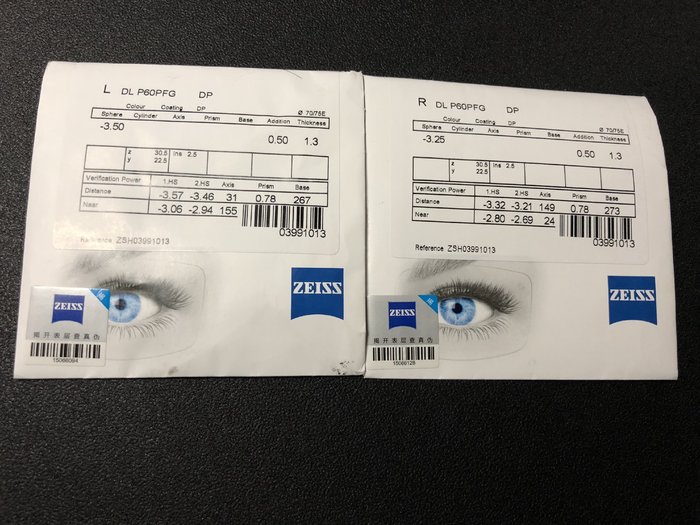 L DL P60PFG DP
Colour Coating DP Ø 70/75E
Sphere Cylinder Axis Prism Base Addition Thickness
-3.50
0.50 1.3
z 30.5 ins 2.5
y 22.5
Verification Power 1.HS 2.HS Axis Prism Base
Distance -3.57 -3.46 31 0.78 267
Near -3.06 -2.94 155
03991013
Reference ZSH03991013
ZEISS
ZEISS
揭开表层查真伪
15066094
R DL P60PFG DP
Colour Coating DP Ø 70/75E
Sphere Cylinder Axis Prism Base Addition Thickness
-3.25
0.50 1.3
z 30.5 ins 2.5
y 22.5
Verification Power 1.HS 2.HS Axis Prism Base
Distance -3.32 -3.21 149 0.78 273
Near -2.80 -2.69 24
03991013
Reference ZSH03991013
ZEISS
ZEISS
揭开表层查真伪
15066128